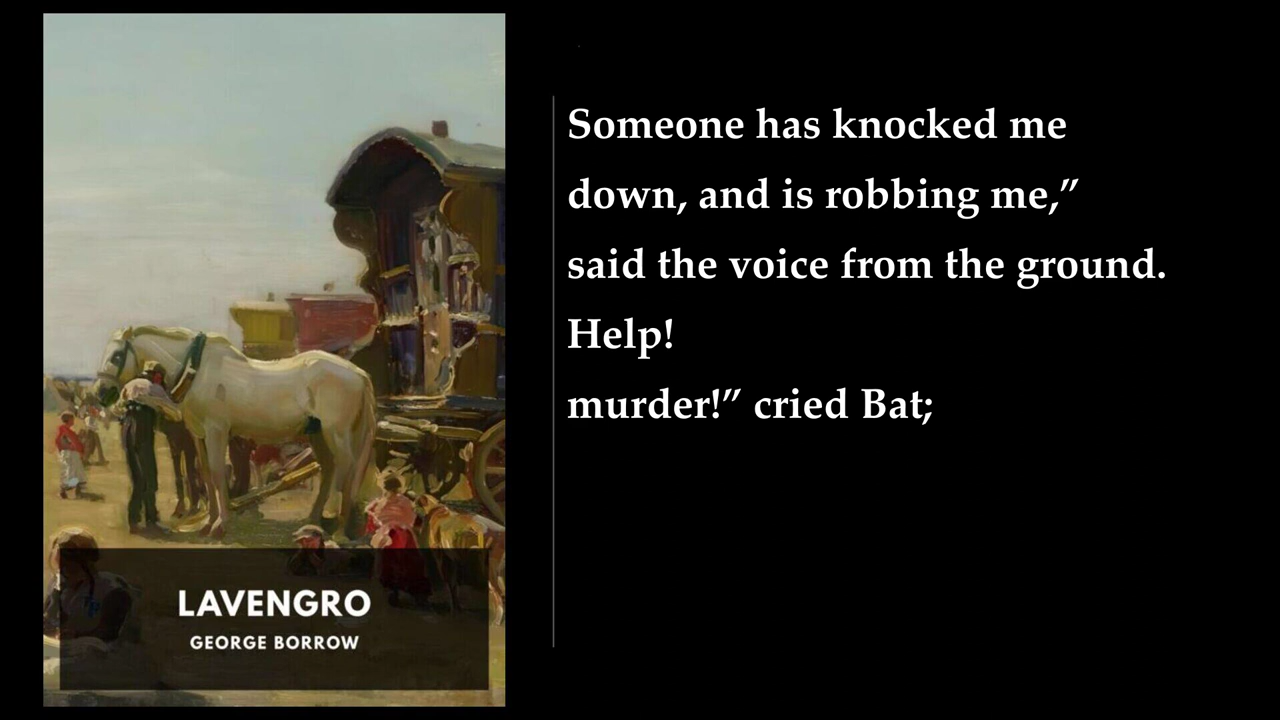 LAVENGRO
GEORGE BORROW
Someone has knocked me
down, and is robbing me,”
said the voice from the ground.
Help!
murder!” cried Bat;